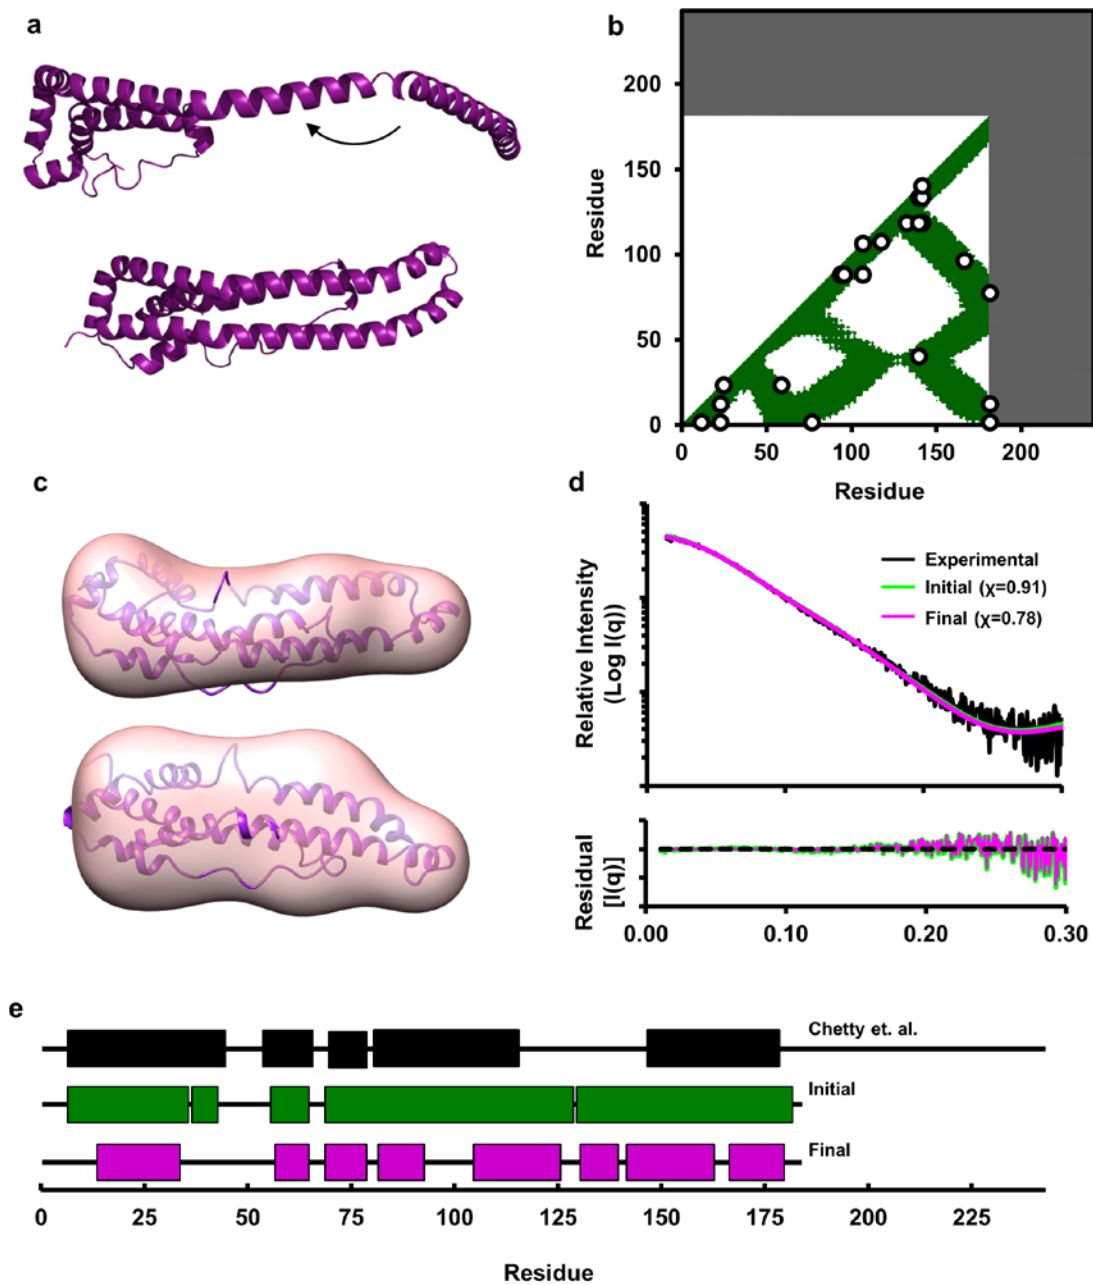 a
b
200
150
100
50
0
Residue
0 50 100 150 200
Residue
c
d
Relative Intensity
(Log I(q))
Experimental
Initial (χ=0.91)
Final (χ=0.78)
Residual
[I(q)]
0.00 0.10 0.20 0.30
e
Chetty et. al.
Initial
Final
0 25 50 75 100 125 150 175 200 225
Residue